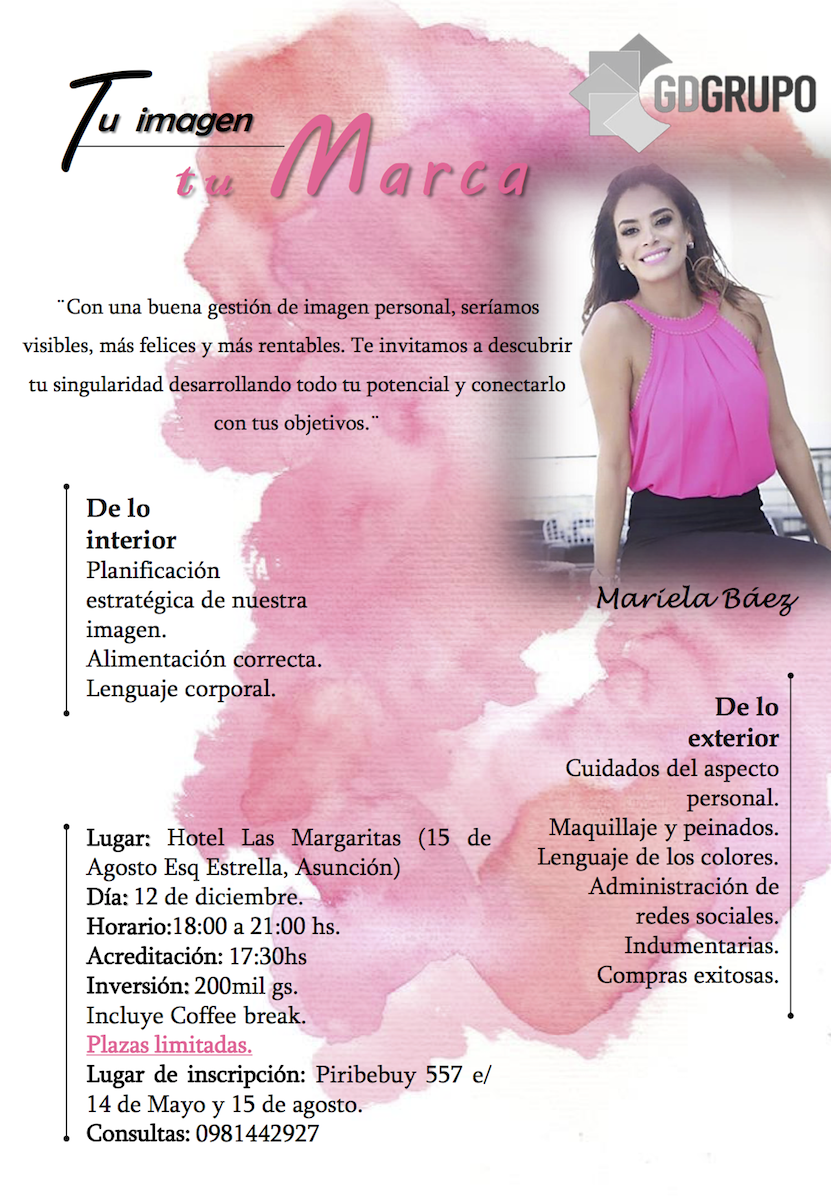 Tu imagen
tu Marca
GDGRUPO
¨Con una buena gestión de imagen personal, seríamos
visibles, más felices y más rentables. Te invitamos a descubrir
tu singularidad desarrollando todo tu potencial y conectarlo
con tus objetivos.¨
De lo
interior
Planificación
estratégica de nuestra
imagen.
Alimentación correcta.
Lenguaje corporal.
Mariela Báez
De lo
exterior
Cuidados del aspecto
personal.
Maquillaje y peinados.
Lenguaje de los colores.
Administración de
redes sociales.
Indumentarias.
Compras exitosas.
Lugar: Hotel Las Margaritas (15 de
Agosto Esq Estrella, Asunción)
Día: 12 de diciembre.
Horario:18:00 a 21:00 hs.
Acreditación: 17:30hs
Inversión: 200mil gs.
Incluye Coffee break.
Plazas limitadas.
Lugar de inscripción: Piribebuy 557 e/
14 de Mayo y 15 de agosto.
Consultas: 0981442927